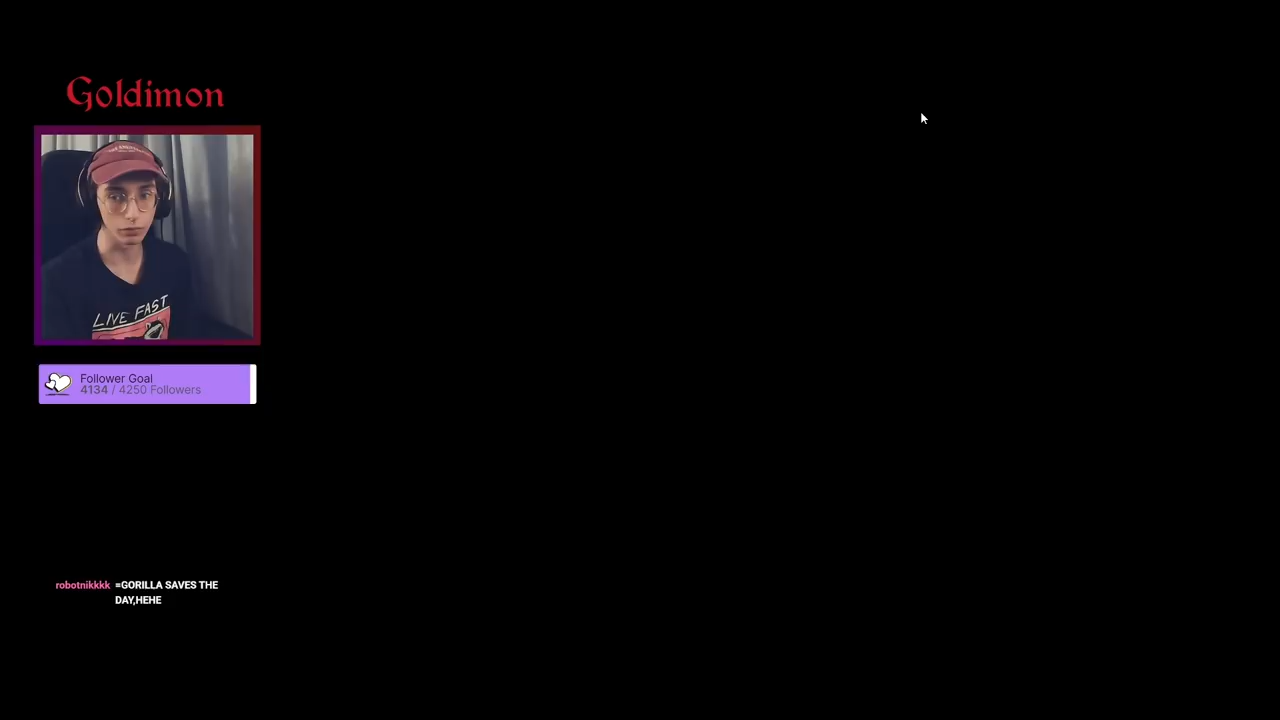 Goldimon
LIVE FAST
Follower Goal
4134 / 4250 Followers
robotnikkkk =GORILLA SAVES THE
DAY,HEHE